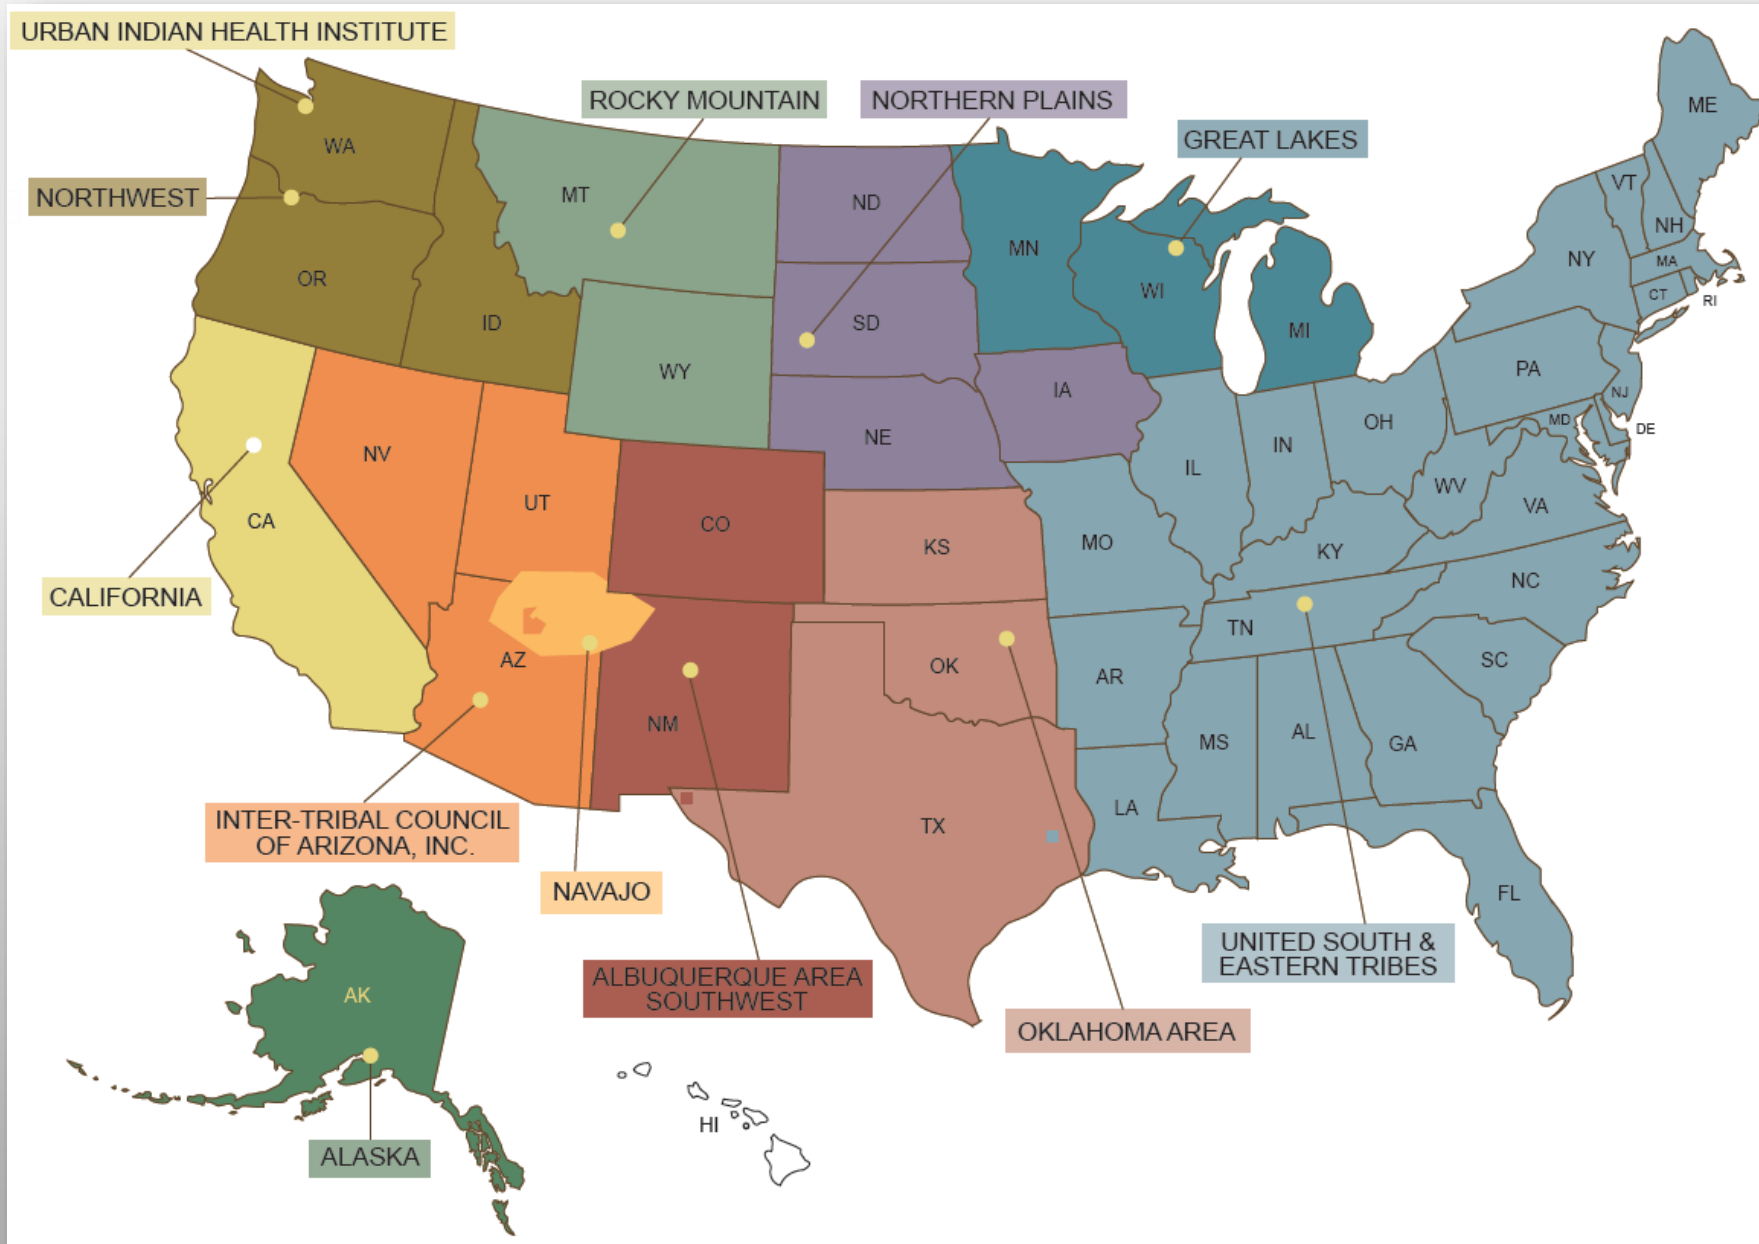 URBAN INDIAN HEALTH INSTITUTE
ROCKY MOUNTAIN
NORTHERN PLAINS
GREAT LAKES
NORTHWEST
WA
OR
ID
MT
WY
ND
SD
NE
IA
MN
WI
MI
ME
VT
NH
NY
MA
CT
RI
PA
NJ
MD
DE
OH
IN
IL
WV
VA
KY
NC
TN
SC
MO
AR
LA
MS
AL
GA
FL
CA
NV
UT
AZ
CO
NM
KS
OK
TX
CALIFORNIA
INTER-TRIBAL COUNCIL
OF ARIZONA, INC.
NAVAJO
ALBUQUERQUE AREA
SOUTHWEST
UNITED SOUTH &
EASTERN TRIBES
OKLAHOMA AREA
AK
ALASKA
HI